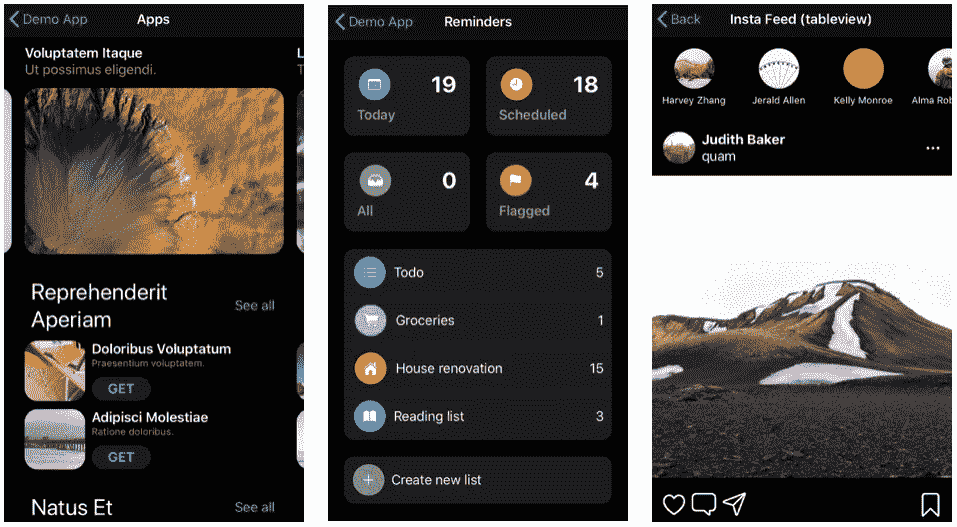 Demo App
Apps
Voluptatem Itaque
Ut possimus eligendi.
L
T
Reprehenderit
Aperiam
See all
Doloribus Voluptatum
Praesentium voluptatem.
GET
Adipisci Molestiae
Ratione doloribus.
GET
Natus Et
See all
Demo App
Reminders
19
Today
18
Scheduled
0
All
4
Flagged
Todo 5
Groceries 1
House renovation 15
Reading list 3
Create new list
Back
Insta Feed (tableview)
Harvey Zhang
Jerald Allen
Kelly Monroe
Alma Rob
Judith Baker
quam